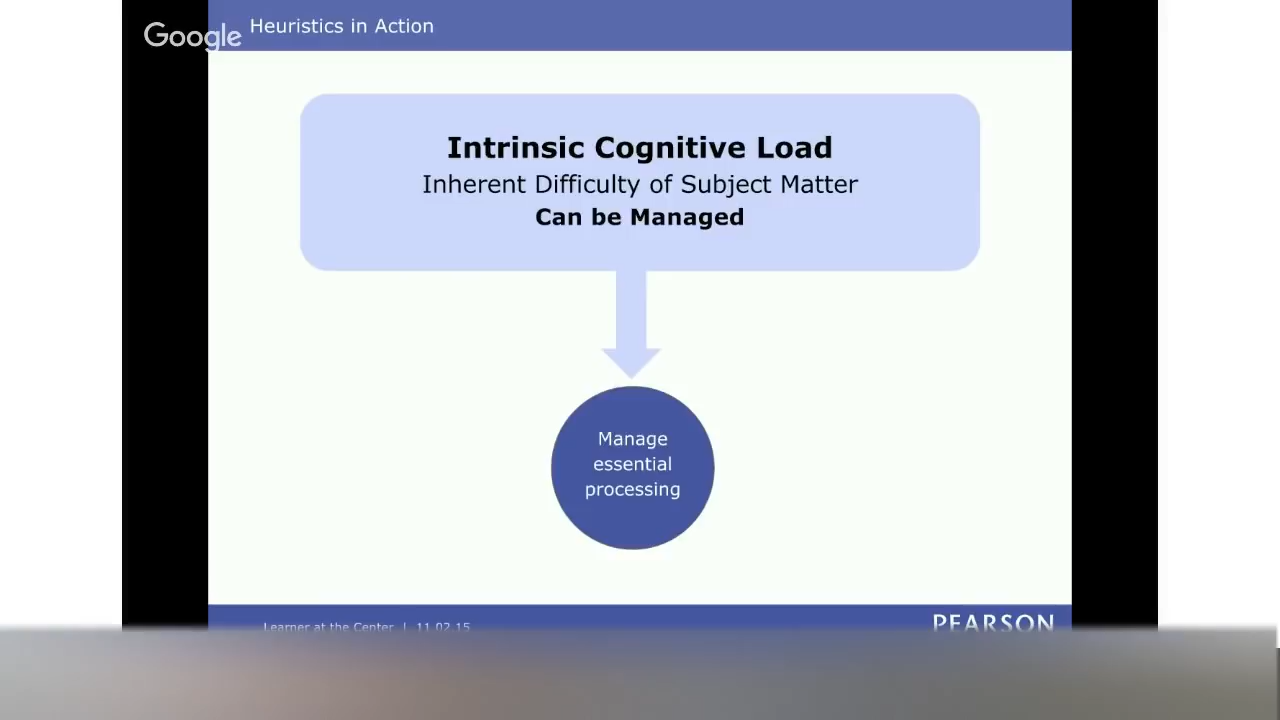 Google
Heuristics in Action
Intrinsic Cognitive Load
Inherent Difficulty of Subject Matter
Can be Managed
Manage
essential
processing
Learner at the Center | 11.02.15
PEARSON